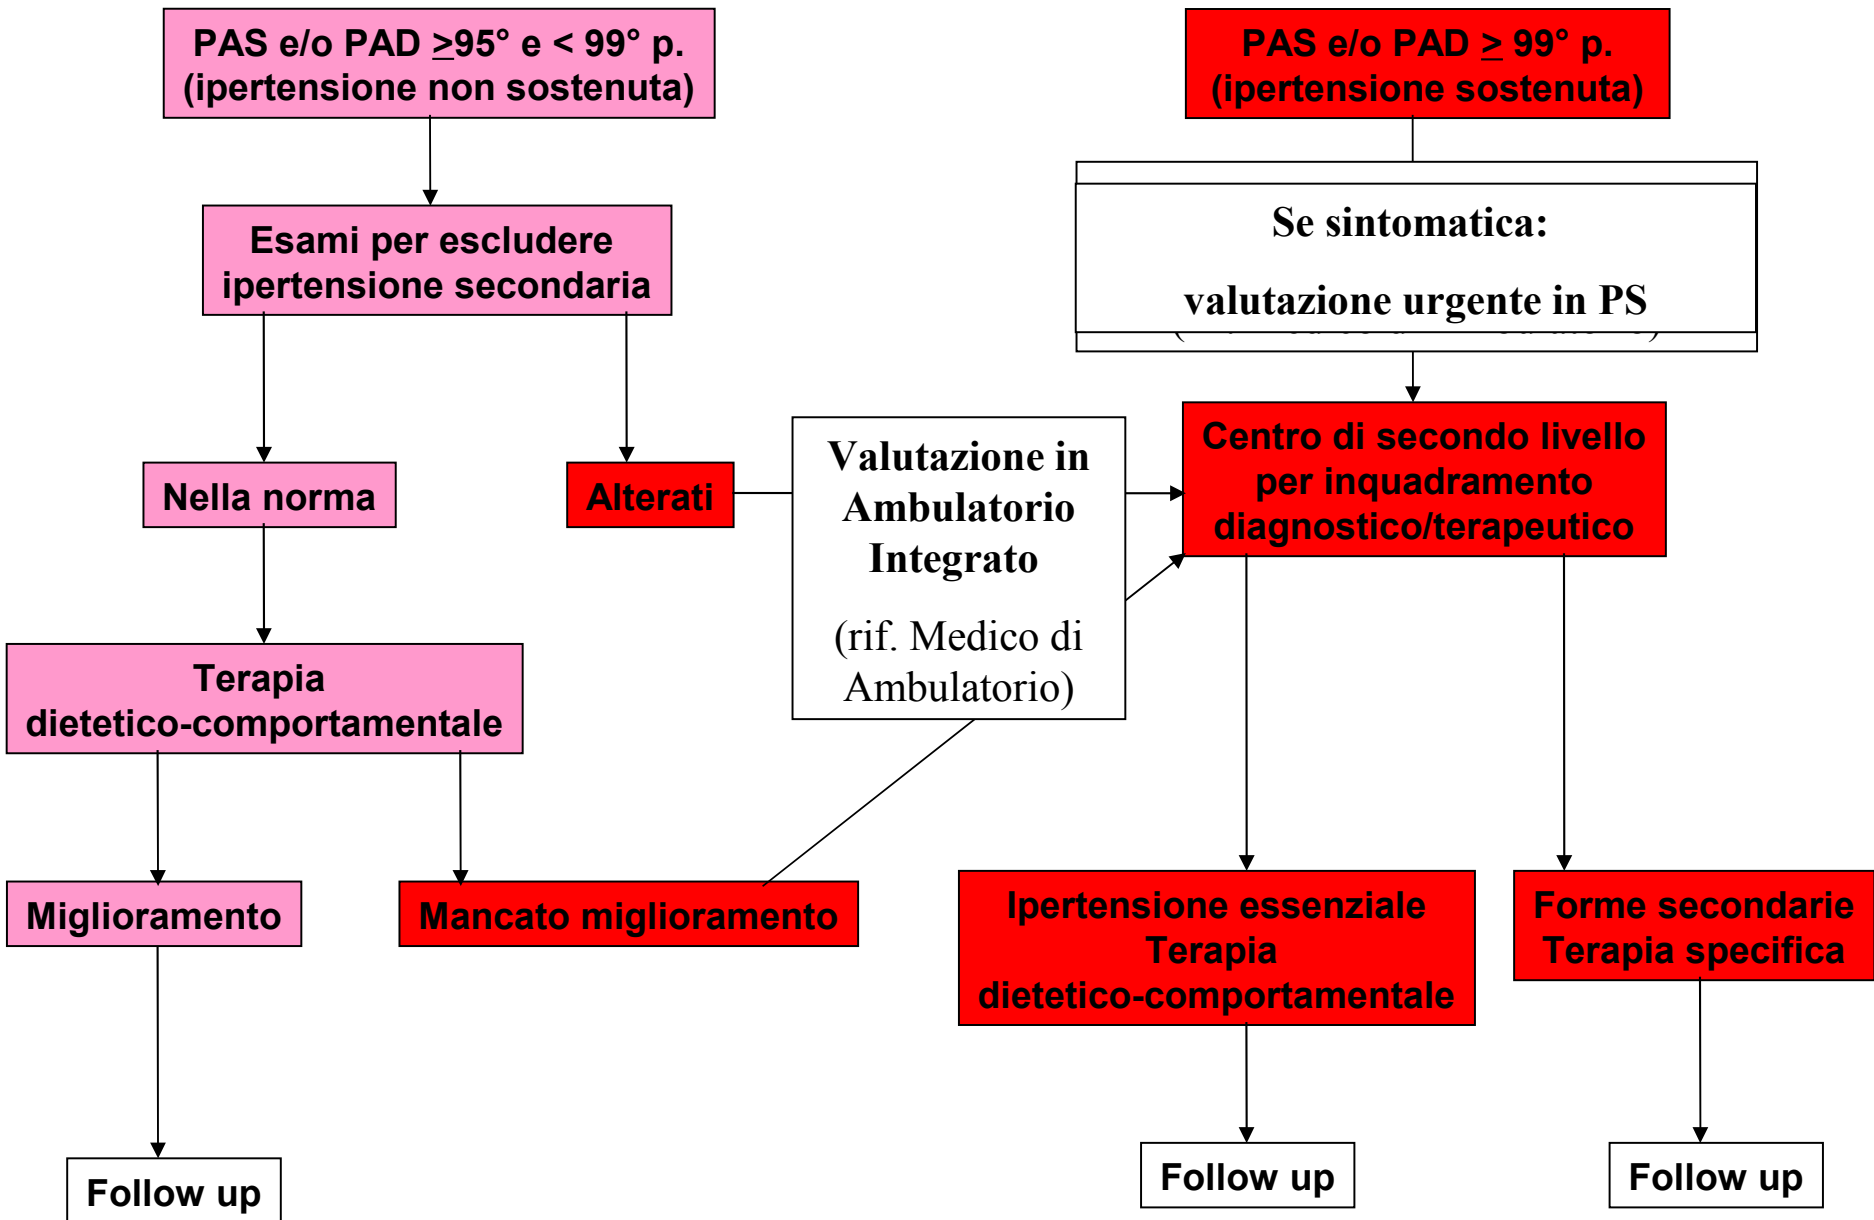 PAS e/o PAD ≥95° e < 99° p.
(ipertensione non sostenuta)
PAS e/o PAD ≥ 99° p.
(ipertensione sostenuta)
Se sintomatica:
valutazione urgente in PS
Esami per escludere
ipertensione secondaria
Nella norma
Alterati
Valutazione in
Ambulatorio
Integrato
(rif. Medico di
Ambulatorio)
Centro di secondo livello
per inquadramento
diagnostico/terapeutico
Terapia
dietetico-comportamentale
Miglioramento
Mancato miglioramento
Ipertensione essenziale
Terapia
dietetico-comportamentale
Forme secondarie
Terapia specifica
Follow up
Follow up
Follow up